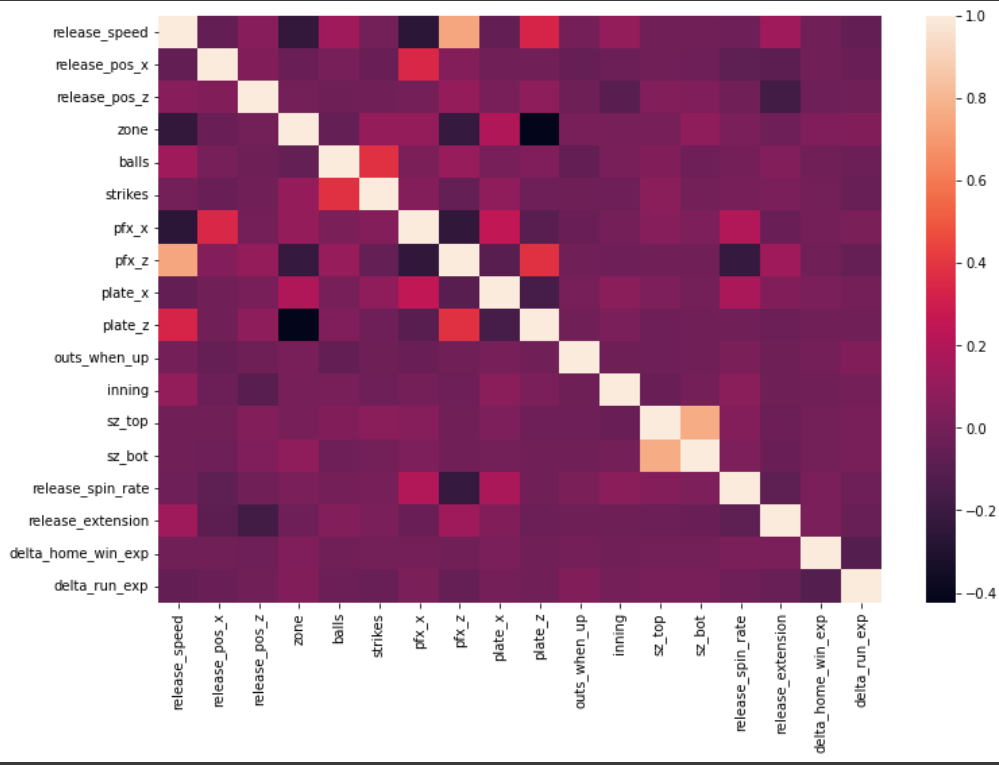 release_speed
release_pos_x
release_pos_z
zone
balls
strikes
pfx_x
pfx_z
plate_x
plate_z
outs_when_up
inning
sz_top
sz_bot
release_spin_rate
release_extension
delta_home_win_exp
delta_run_exp
release_speed
release_pos_x
release_pos_z
zone
balls
strikes
pfx_x
pfx_z
plate_x
plate_z
outs_when_up
inning
sz_top
sz_bot
release_spin_rate
release_extension
delta_home_win_exp
delta_run_exp
1.0
0.8
0.6
0.4
0.2
0.0
−0.2
−0.4